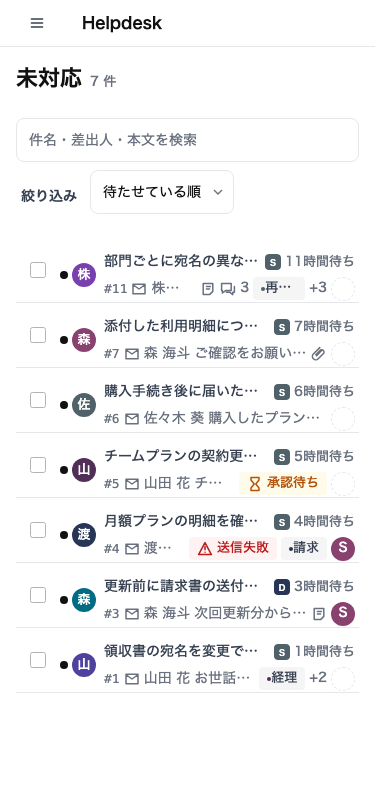 Helpdesk
未対応 7 件
件名・差出人・本文を検索
絞り込み 待たせている順
部門ごとに宛名の異な… S 11時間待ち
株 #11 株… 3 再… +3
添付した利用明細につ… S 7時間待ち
森 #7 森 海斗 ご確認をお願い…
購入手続き後に届いた… S 6時間待ち
佐 #6 佐々木 葵 購入したプラン…
チームプランの契約更… S 5時間待ち
山 #5 山田 花 チ… 承認待ち
月額プランの明細を確… S 4時間待ち
渡 #4 渡… 送信失敗 請求 S
更新前に請求書の送付… D 3時間待ち
森 #3 森 海斗 次回更新分から… S
領収書の宛名を変更で… S 1時間待ち
山 #1 山田 花 お世話… 経理 +2